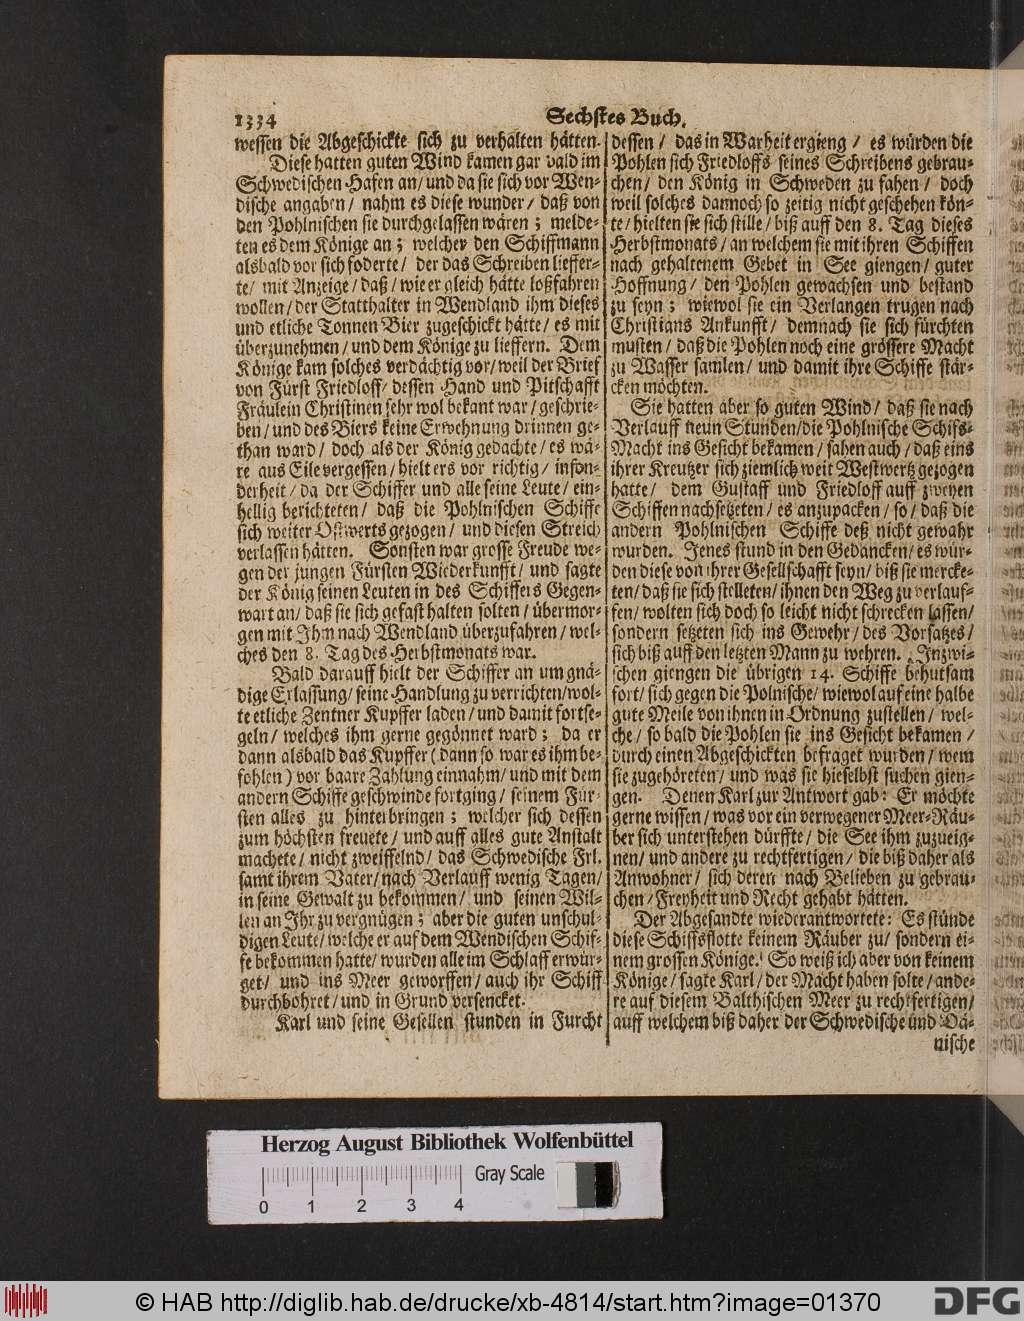 1334
Sechstes Buch.
wessen die Abgeschickte sich zu verhalten hätten.
Diese hatten guten Wind kamen gar bald im
Schwedischen Hafen an/ und da sie sich vor Wen-
dische angaben/ nahm es diese wunder/ daß von
den Pohlnischen sie durchgelassen wären; melde-
ten es dem Könige an; welcher den Schiffmann
alsbald vor sich foderte/ der das Schreiben lieffer-
te/ mit Anzeige/ daß/ wie er gleich hätte loßfahren
wollen/ der Statthalter in Wendland ihm dieses
und etliche Tonnen Bier zugeschickt hätte/ es mit
überzunehmen/ und dem Könige zu lieffern. Dem
Könige kam solches verdächtig vor/ weil der Brief
von Fürst Friedloff/ dessen Hand und Pitschafft
Fräulein Christinen sehr wol bekant war/ geschrie-
ben/ und des Biers keine Erwehnung drinnen ge-
than ward/ doch als der König gedachte/ es wä-
re aus Eile vergessen/ hielt ers vor richtig/ inson-
derheit/ da der Schiffer und alle seine Leute/ ein-
hellig berichteten/ daß die Pohlnischen Schiffe
sich weiter Ostwerts gezogen/ und diesen Streich
verlassen hätten. Sonsten war grosse Freude we-
gen der jungen Fürsten Wiederkunfft/ und sagte
der König seinen Leuten in des Schiffers Gegen-
wart an/ daß sie sich gefast halten solten/ übermor-
gen mit Ihm nach Wendland überzufahren/ wel-
ches den 8. Tag des Herbstmonats war.
Bald darauff hielt der Schiffer an um gnä-
dige Erlassung/ seine Handlung zu verrichten/ wol-
te etliche Zentner Kupffer laden/ und damit fortse-
geln/ welches ihm gerne gegönnet ward; da er
dann alsbald das Kupffer (dann so war es ihm be-
fohlen) vor baare Zahlung einnahm/ und mit dem
andern Schiffe geschwinde fortging/ seinem Für-
sten alles zu hinterbringen; welcher sich dessen
zum höchsten freuete/ und auff alles gute Anstalt
machete/ nicht zweiffelnd/ das Schwedische Frl.
samt ihrem Vater/ nach Verlauff wenig Tagen/
in seine Gewalt zu bekommen/ und seinen Wil-
len an Ihr zu vergnügen; aber die guten unschul-
digen Leute/ welche er auf dem Wendischen Schif-
fe bekommen hatte/ wurden alle im Schlaff erwür-
get/ und ins Meer geworffen/ auch ihr Schiff
durchbohret/ und in Grund versencket.
Karl und seine Gesellen stunden in Furcht
dessen/ das in Warheit ergieng/ es würden die
Pohlen sich Friedloffs seines Schreibens gebrau-
chen/ den König in Schweden zu fahen/ doch
weil solches dannoch so zeitig nicht geschehen kön-
te/ hielten sie sich stille/ biß auff den 8. Tag dieses
Herbstmonats/ an welchem sie mit ihren Schiffen
nach gehaltenem Gebet in See giengen/ guter
Hoffnung/ den Pohlen gewachsen und bestand
zu seyn; wiewol sie ein Verlangen trugen nach
Christians Ankunfft/ demnach sie sich fürchten
musten/ daß die Pohlen noch eine grössere Macht
zu Wasser samlen/ und damit ihre Schiffe stär-
cken möchten.
Sie hatten aber so guten Wind/ daß sie nach
Verlauff neun Stunden/ die Pohlnische Schifs-
Macht ins Gesicht bekamen/ sahen auch/ daß eins
ihrer Kreutzer sich ziemlich weit Westwertz gezogen
hatte/ dem Gustaff und Friedloff auff zweyen
Schiffen nachsetzeten/ es anzupacken/ so/ daß die
andern Pohlnischen Schiffe deß nicht gewahr
wurden. Jenes stund in den Gedancken/ es wür-
den diese von ihrer Gesellschafft seyn/ biß sie mercke-
ten/ daß sie sich stelleten/ ihnen den Weg zu verlauf-
fen/ wolten sich doch so leicht nicht schrecken lassen/
sondern setzeten sich ins Gewehr/ des Vorsatzes/
sich biß auff den letzten Mann zu wehren. Inzwi-
schen giengen die übrigen 14. Schiffe behutsam
fort/ sich gegen die Polnische/ wiewol auf eine halbe
gute Meile von ihnen in Ordnung zustellen/ wel-
che/ so bald die Pohlen sie ins Gesicht bekamen/
durch einen Abgeschickten befraget wurden/ wem
sie zugehöreten/ und was sie hieselbst suchen gien-
gen. Denen Karl zur Antwort gab: Er möchte
gerne wissen/ was vor ein verwegener Meer-Räu-
ber sich unterstehen dürffte/ die See ihm zuzueig-
nen/ und andere zu rechtfertigen/ die biß daher als
Anwohner/ sich deren nach Belieben zu gebrau-
chen/ Freyheit und Recht gehabt hätten.
Der Abgesandte wiederantwortete: Es stünde
diese Schiffsflotte keinem Räuber zu/ sondern ei-
nem grossen Könige. So weiß ich aber von keinem
Könige/ sagte Karl/ der Macht haben solte/ ande-
re auf diesem Balthischen Meer zu rechtfertigen/
auff welchem biß daher der Schwedische und Dä-
nische
Herzog August Bibliothek Wolfenbüttel
Gray Scale
0 1 2 3 4
© HAB http://diglib.hab.de/drucke/xb-4814/start.htm?image=01370
DFG